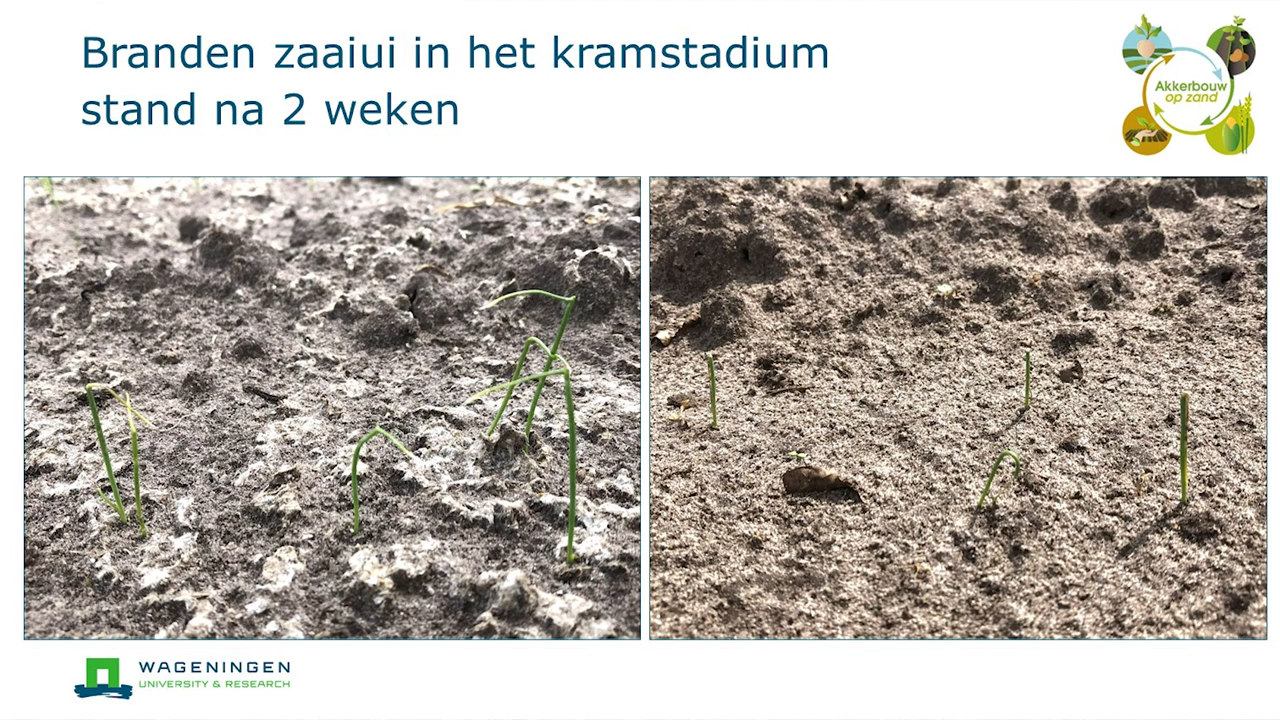 Branden zaaiui in het kramstadium
stand na 2 weken
Akkerbouw
op zand
WAGENINGEN
UNIVERSITY & RESEARCH